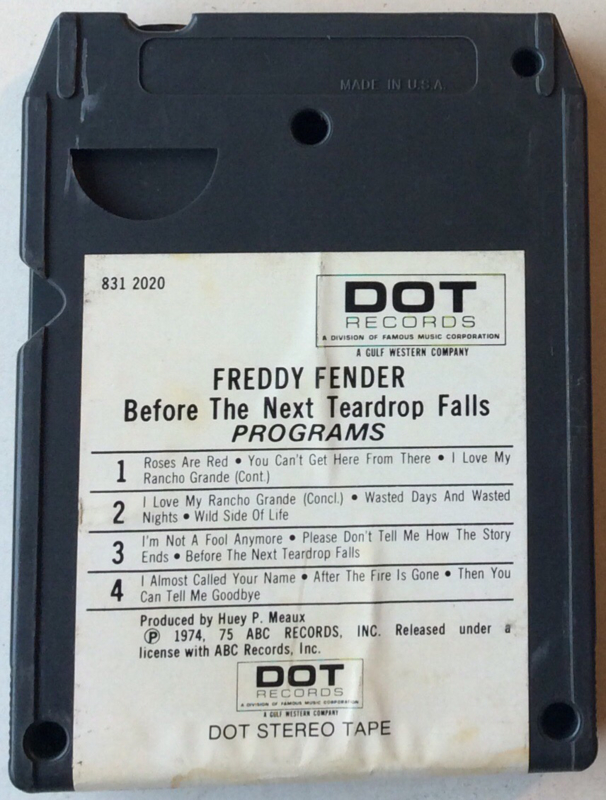 MADE IN U.S.A.
831 2020
DOT
RECORDS
A DIVISION OF FAMOUS MUSIC CORPORATION
A GULF WESTERN COMPANY
FREDDY FENDER
Before The Next Teardrop Falls
PROGRAMS
1 Roses Are Red • You Can't Get Here From There • I Love My
Rancho Grande (Cont.)
2 I Love My Rancho Grande (Concl.) • Wasted Days And Wasted
Nights • Wild Side Of Life
3 I'm Not A Fool Anymore • Please Don't Tell Me How The Story
Ends • Before The Next Teardrop Falls
4 I Almost Called Your Name • After The Fire Is Gone • Then You
Can Tell Me Goodbye
Produced by Huey P. Meaux
℗ 1974, 75 ABC RECORDS, INC. Released under a
license with ABC Records, Inc.
DOT
RECORDS
A DIVISION OF FAMOUS MUSIC CORPORATION
A GULF WESTERN COMPANY
DOT STEREO TAPE